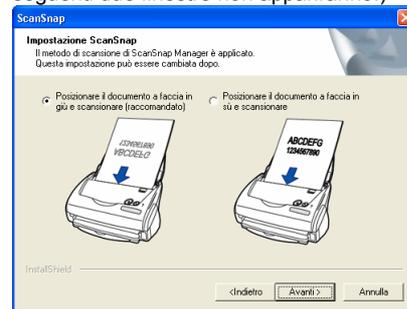 ScanSnap
Impostazione ScanSnap
Il metodo di scansione di ScanSnap Manager è applicato.
Questa impostazione può essere cambiata dopo.
Posizionare il documento a faccia in
giù e scansionare (raccomandato)
Posizionare il documento a faccia in
sù e scansionare
1234567890
ABCDEFG
ABCDEFG
1234567890
InstallShield
<Indietro
Avanti >
Annulla